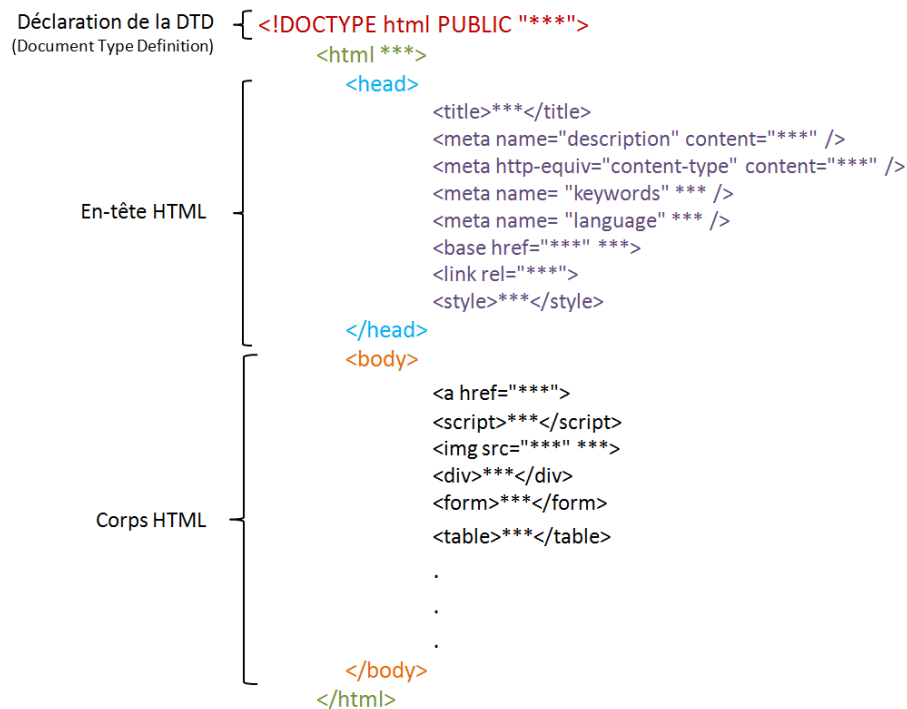 Déclaration de la DTD
(Document Type Definition)
<!DOCTYPE html PUBLIC "***">
<html ***>
<head>
<title>***</title>
<meta name="description" content="***" />
<meta http-equiv="content-type" content="***" />
<meta name= "keywords" *** />
<meta name= "language" *** />
<base href="***" ***>
<link rel="***">
<style>***</style>
En-tête HTML
</head>
<body>
<a href="***">
<script>***</script>
<img src="***" ***>
<div>***</div>
<form>***</form>
<table>***</table>
.
.
.
Corps HTML
</body>
</html>